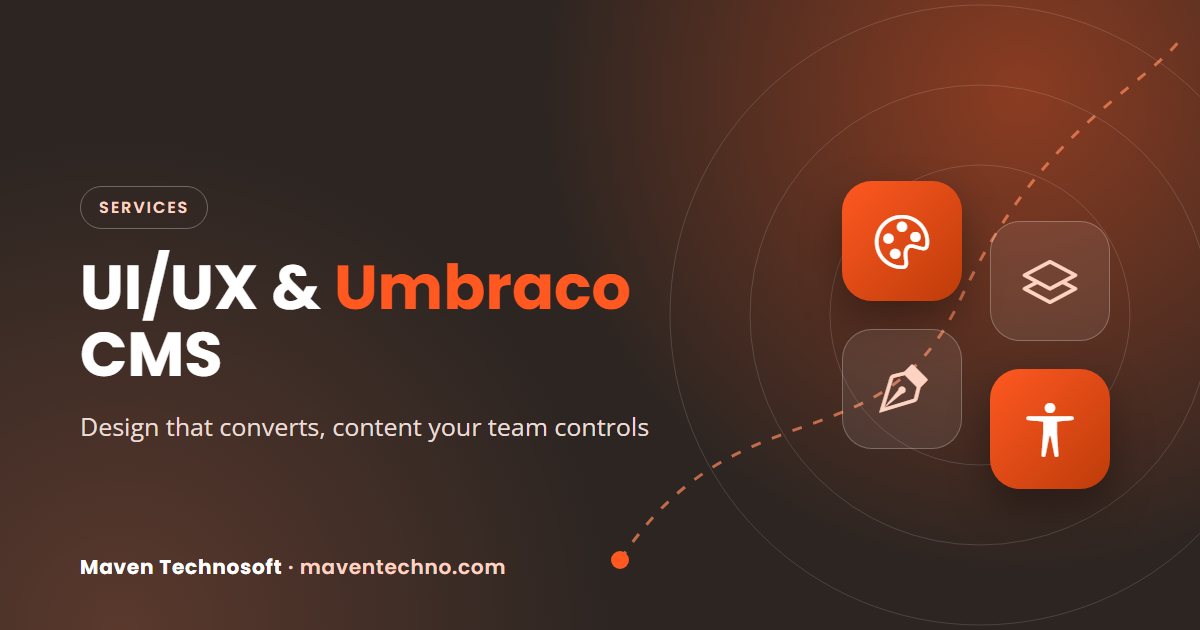 SERVICES
UI/UX & Umbraco
CMS
Design that converts, content your team controls
Maven Technosoft · maventechno.com